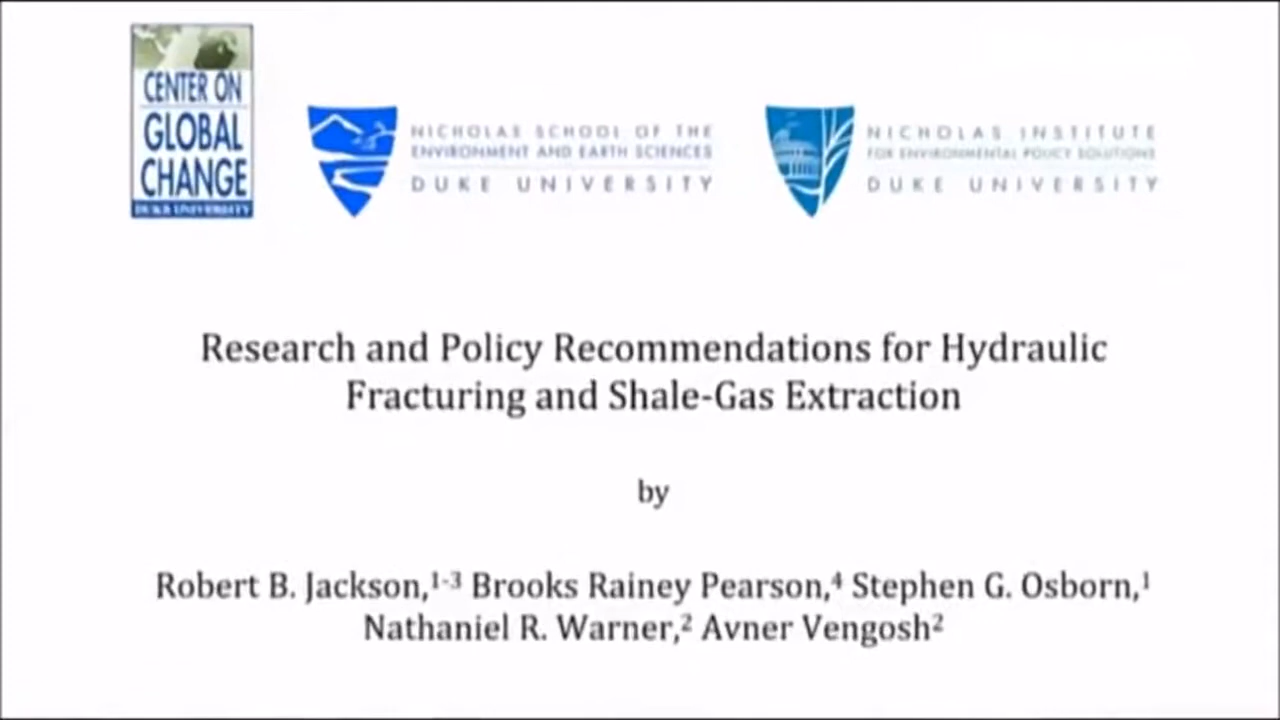 CENTER ON
GLOBAL
CHANGE
DUKE UNIVERSITY
NICHOLAS SCHOOL OF THE
ENVIRONMENT AND EARTH SCIENCES
DUKE UNIVERSITY
NICHOLAS INSTITUTE
FOR ENVIRONMENTAL POLICY SOLUTIONS
DUKE UNIVERSITY
Research and Policy Recommendations for Hydraulic
Fracturing and Shale-Gas Extraction
by
Robert B. Jackson,¹⁻³ Brooks Rainey Pearson,⁴ Stephen G. Osborn,¹
Nathaniel R. Warner,² Avner Vengosh²